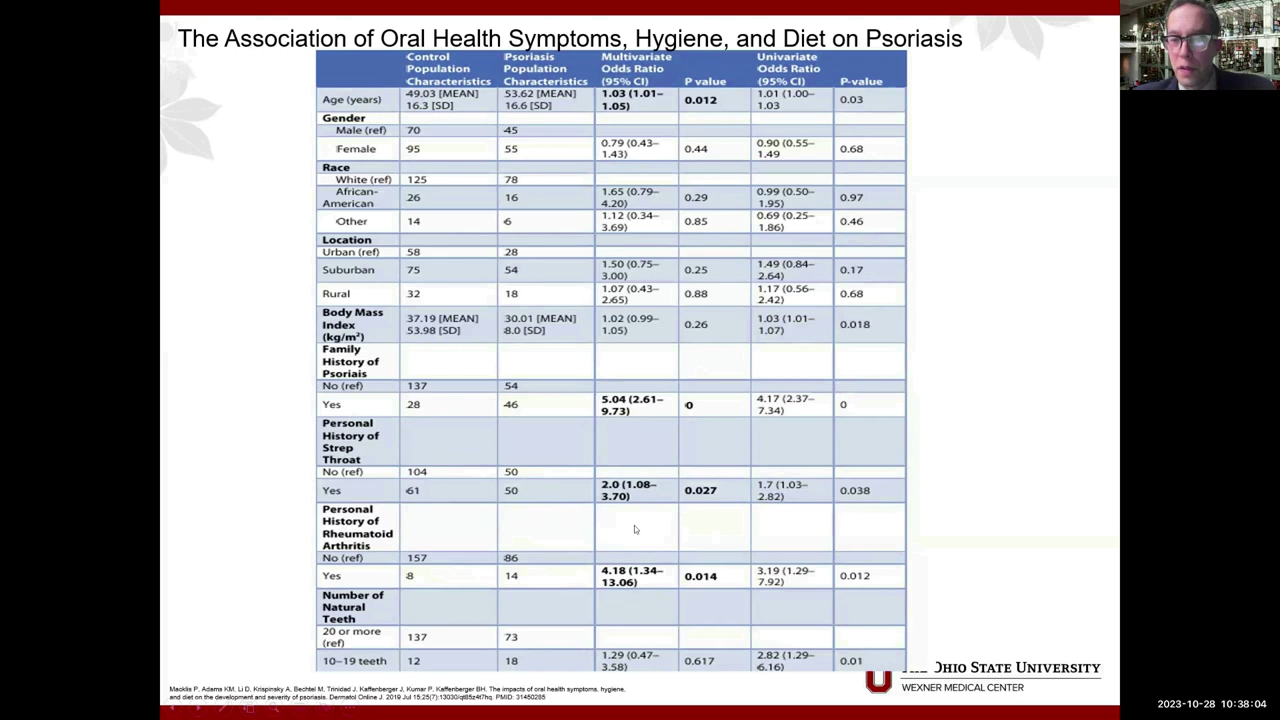 The Association of Oral Health Symptoms, Hygiene, and Diet on Psoriasis
Control Population Characteristics Psoriasis Population Characteristics Multivariate Odds Ratio (95% CI) P value Univariate Odds Ratio (95% CI) P-value
Age (years) 49.03 [MEAN] 16.3 [SD] 53.62 [MEAN] 16.6 [SD] 1.03 (1.01–1.05) 0.012 1.01 (1.00–1.03 0.03
Gender
Male (ref) 70 45
Female 95 55 0.79 (0.43–1.43) 0.44 0.90 (0.55–1.49 0.68
Race
White (ref) 125 78
African-American 26 16 1.65 (0.79–4.20) 0.29 0.99 (0.50–1.95) 0.97
Other 14 6 1.12 (0.34–3.69) 0.85 0.69 (0.25–1.86) 0.46
Location
Urban (ref) 58 28
Suburban 75 54 1.50 (0.75–3.00) 0.25 1.49 (0.84–2.64) 0.17
Rural 32 18 1.07 (0.43–2.65) 0.88 1.17 (0.56–2.42) 0.68
Body Mass Index (kg/m²) 37.19 [MEAN] 53.98 [SD] 30.01 [MEAN] 8.0 [SD] 1.02 (0.99–1.05) 0.26 1.03 (1.01–1.07) 0.018
Family History of Psoriais
No (ref) 137 54
Yes 28 46 5.04 (2.61–9.73) 0 4.17 (2.37–7.34) 0
Personal History of Strep Throat
No (ref) 104 50
Yes 61 50 2.0 (1.08–3.70) 0.027 1.7 (1.03–2.82) 0.038
Personal History of Rheumatoid Arthritis
No (ref) 157 86
Yes 8 14 4.18 (1.34–13.06) 0.014 3.19 (1.29–7.92) 0.012
Number of Natural Teeth
20 or more (ref) 137 73
10–19 teeth 12 18 1.29 (0.47–3.58) 0.617 2.82 (1.29–6.16) 0.01
OHIO STATE UNIVERSITY
WEXNER MEDICAL CENTER
Macklis P, Adams KM, Li D, Krispinsky A, Bechtel M, Trinidad J, Kaffenberger J, Kumar P, Kaffenberger BH. The impacts of oral health symptoms, hygiene,
and diet on the development and severity of psoriasis. Dermatol Online J. 2019 Jul 15;25(7):13030/qt85z4f7hq. PMID: 31450285
2023-10-28 10:38:04